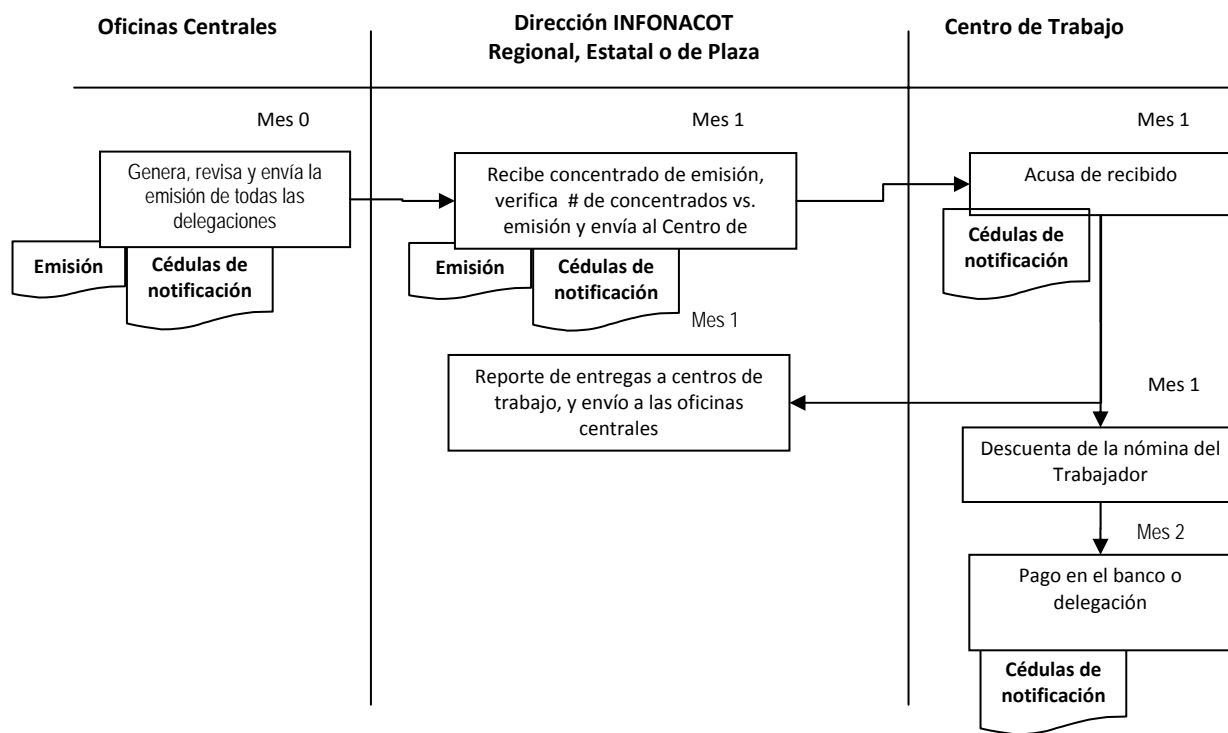 Oficinas Centrales
Dirección INFONACOT
Regional, Estatal o de Plaza
Centro de Trabajo
Mes 0
Mes 1
Mes 1
Genera, revisa y envía la
emisión de todas las
delegaciones
Recibe concentrado de emisión,
verifica # de concentrados vs.
emisión y envía al Centro de
Acusa de recibido
Emisión
Cédulas de
notificación
Emisión
Cédulas de
notificación
Cédulas de
notificación
Mes 1
Reporte de entregas a centros de
trabajo, y envío a las oficinas
centrales
Mes 1
Descuenta de la nómina del
Trabajador
Mes 2
Pago en el banco o
delegación
Cédulas de
notificación